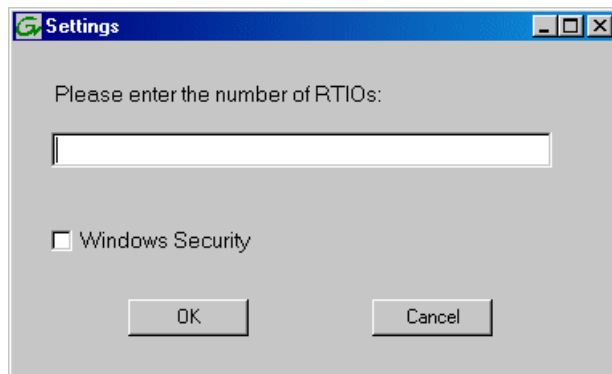 Settings
Please enter the number of RTIOs:
Windows Security
OK
Cancel